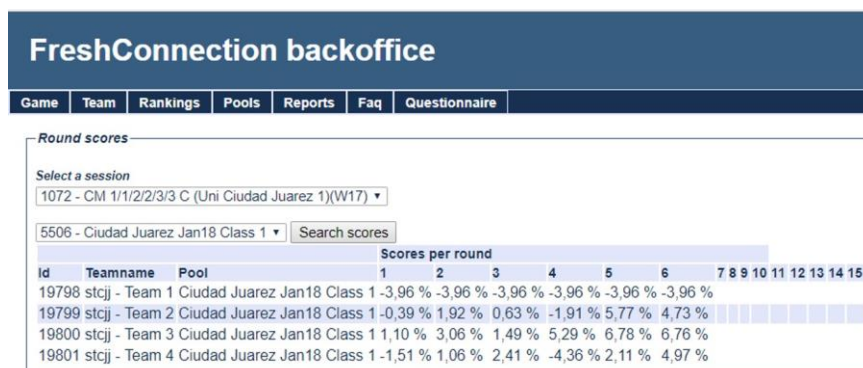 FreshConnection backoffice
Game Team Rankings Pools Reports Faq Questionnaire
Round scores
Select a session
1072 - CM 1/1/2/2/3/3 C (Uni Ciudad Juarez 1)(W17)
5506 - Ciudad Juarez Jan18 Class 1 Search scores
Scores per round
Id Teamname Pool 1 2 3 4 5 6 7 8 9 10 11 12 13 14 15
19798 stcjj - Team 1 Ciudad Juarez Jan18 Class 1 -3,96 % -3,96 % -3,96 % -3,96 % -3,96 % -3,96 %
19799 stcjj - Team 2 Ciudad Juarez Jan18 Class 1 -0,39 % 1,92 % 0,63 % -1,91 % 5,77 % 4,73 %
19800 stcjj - Team 3 Ciudad Juarez Jan18 Class 1 1,10 % 3,06 % 1,49 % 5,29 % 6,78 % 6,76 %
19801 stcjj - Team 4 Ciudad Juarez Jan18 Class 1 -1,51 % 1,06 % 2,41 % -4,36 % 2,11 % 4,97 %